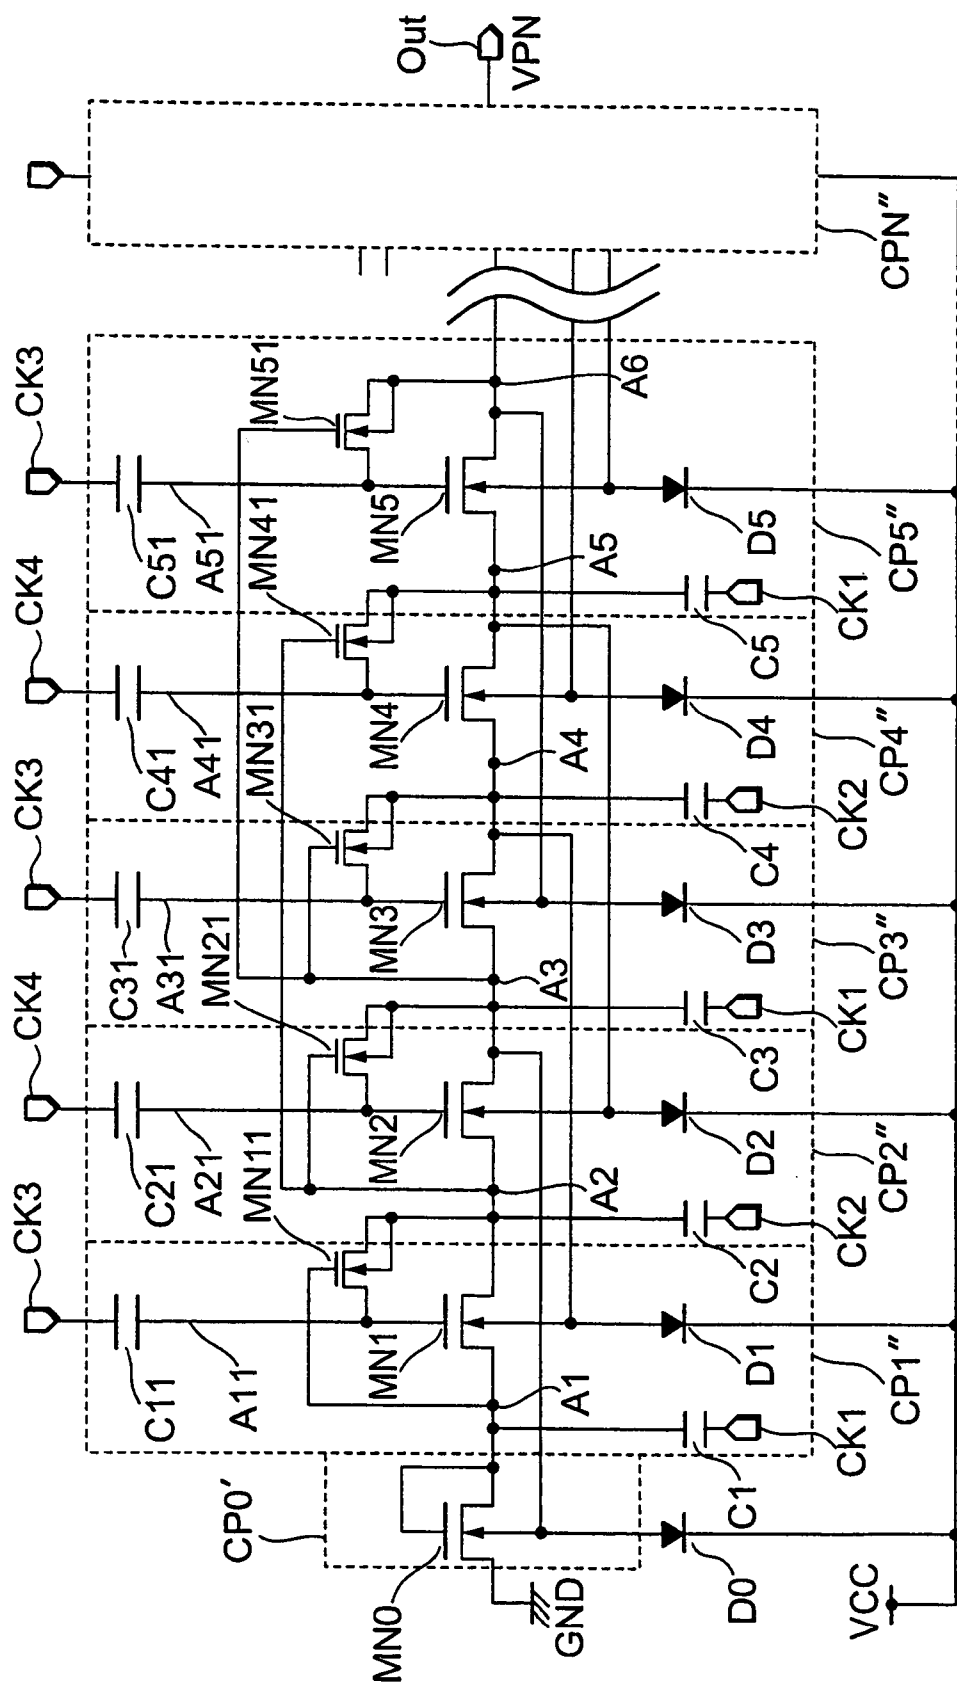 CK3
CK4
CK3
CK4
CK3
Out
VPN
C11
A11
C21
A21
C31
A31
C41
A41
C51
A51
MN11
MN21
MN31
MN41
MN51
CP0′
MN0
MN1
MN2
MN3
MN4
MN5
GND
A1
A2
A3
A4
A5
A6
D0
C1
D1
C2
D2
C3
D3
C4
D4
C5
D5
CK1
CK2
CK1
CK2
CK1
CP1″
CP2″
CP3″
CP4″
CP5″
CPN″
VCC